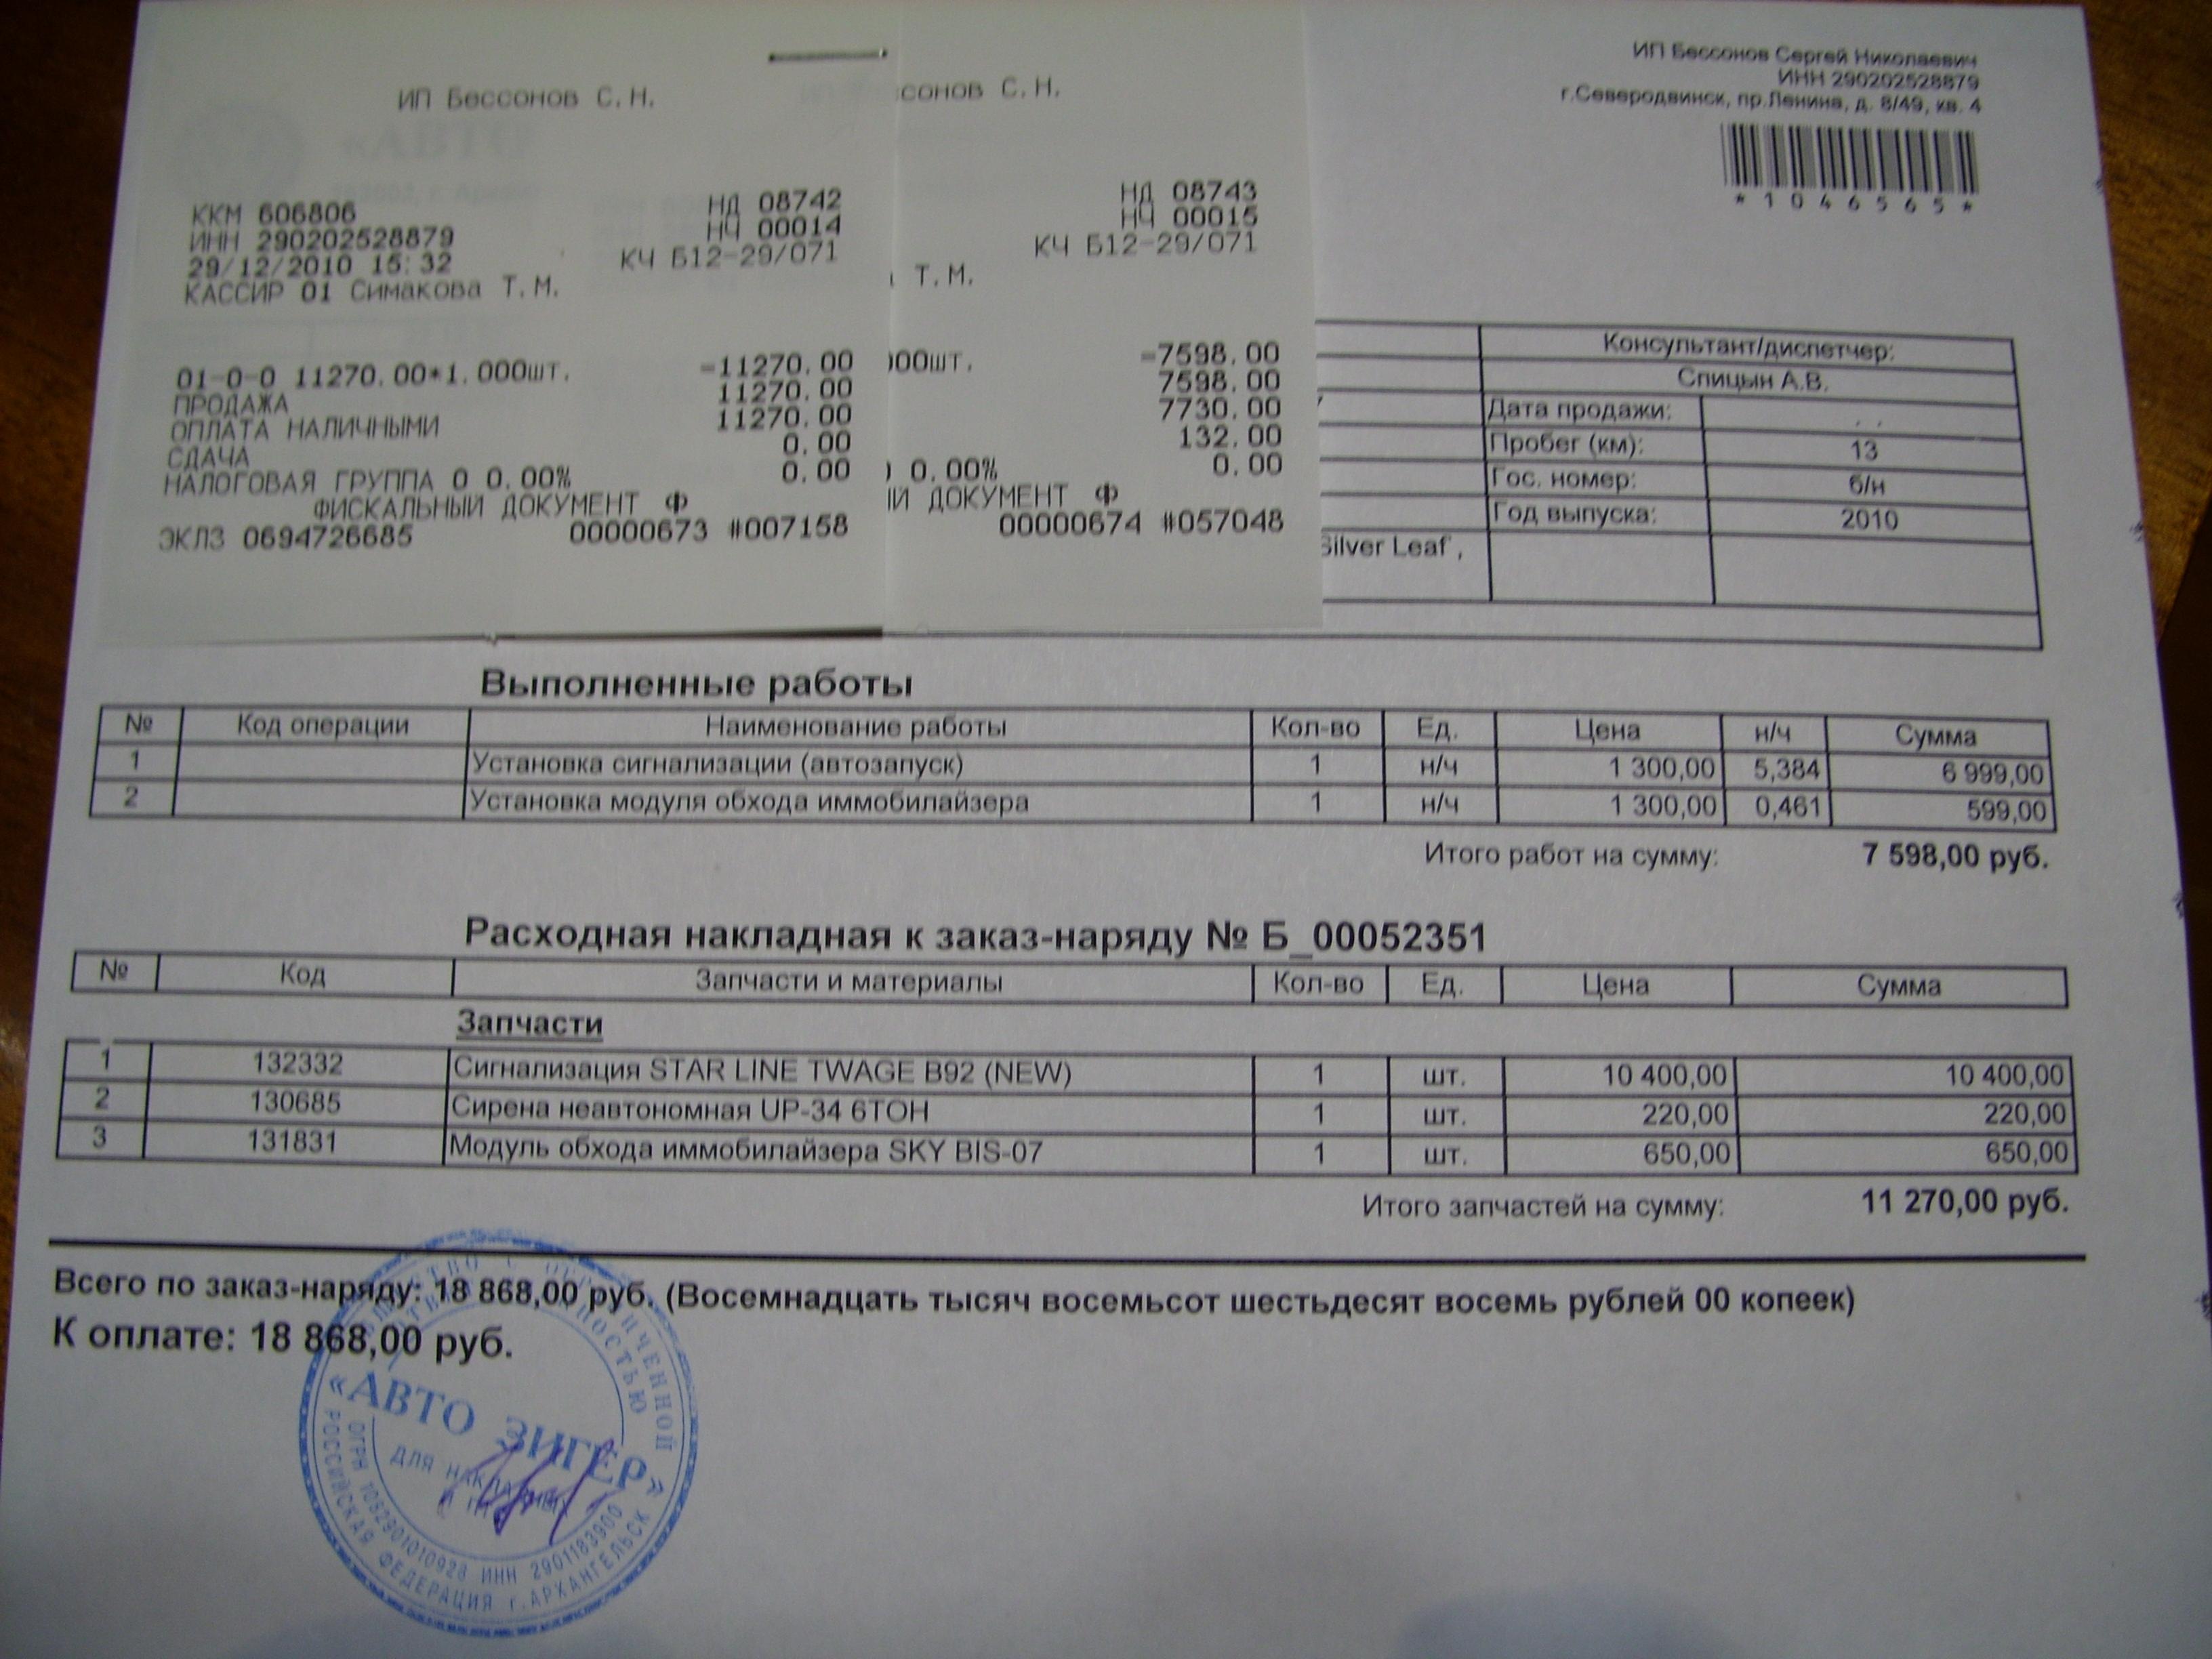 ИП Бессонов С.Н.
ККМ 606806 НД 08742
ИНН 290202528879 НЧ 00014
29/12/2010 15:32 КЧ Б12-29/071
КАССИР 01 Симакова Т.М.
01-0-0 11270.00*1.000шт. =11270.00
ПРОДАЖА 11270.00
ОПЛАТА НАЛИЧНЫМИ 11270.00
СДАЧА 0.00
НАЛОГОВАЯ ГРУППА 0 0.00% 0.00
ФИСКАЛЬНЫЙ ДОКУМЕНТ Ф
ЭКЛЗ 0694726685 00000673 #007158
ссонов С.Н.
НД 08743
НЧ 00015
КЧ Б12-29/071
Т.М.
00шт. =7598.00
7598.00
7730.00
132.00
0.00% 0.00
ДОКУМЕНТ Ф
00000674 #057048
ИП Бессонов Сергей Николаевич
ИНН 290202528879
г.Северодвинск, пр.Ленина, д. 8/49, кв. 4
*1046565*
Консультант/диспетчер:
Спицын А.В.
Дата продажи: . .
Пробег (км): 13
Гос. номер: б/н
Год выпуска: 2010
Silver Leaf ,
Выполненные работы
№ Код операции Наименование работы Кол-во Ед. Цена н/ч Сумма
1 Установка сигнализации (автозапуск) 1 н/ч 1 300,00 5,384 6 999,00
2 Установка модуля обхода иммобилайзера 1 н/ч 1 300,00 0,461 599,00
Итого работ на сумму: 7 598,00 руб.
Расходная накладная к заказ-наряду № Б_00052351
№ Код Запчасти и материалы Кол-во Ед. Цена Сумма
Запчасти
1 132332 Сигнализация STAR LINE TWAGE B92 (NEW) 1 шт. 10 400,00 10 400,00
2 130685 Сирена неавтономная UP-34 6ТОН 1 шт. 220,00 220,00
3 131831 Модуль обхода иммобилайзера SKY BIS-07 1 шт. 650,00 650,00
Итого запчастей на сумму: 11 270,00 руб.
Всего по заказ-наряду: 18 868,00 руб. (Восемнадцать тысяч восемьсот шестьдесят восемь рублей 00 копеек)
К оплате: 18 868,00 руб.
«АВТО ЗИГЕР»
ДЛЯ
ОГРН 1082901010928 ИНН 2901183900
РОССИЙСКАЯ ФЕДЕРАЦИЯ г.АРХАНГЕЛЬСК